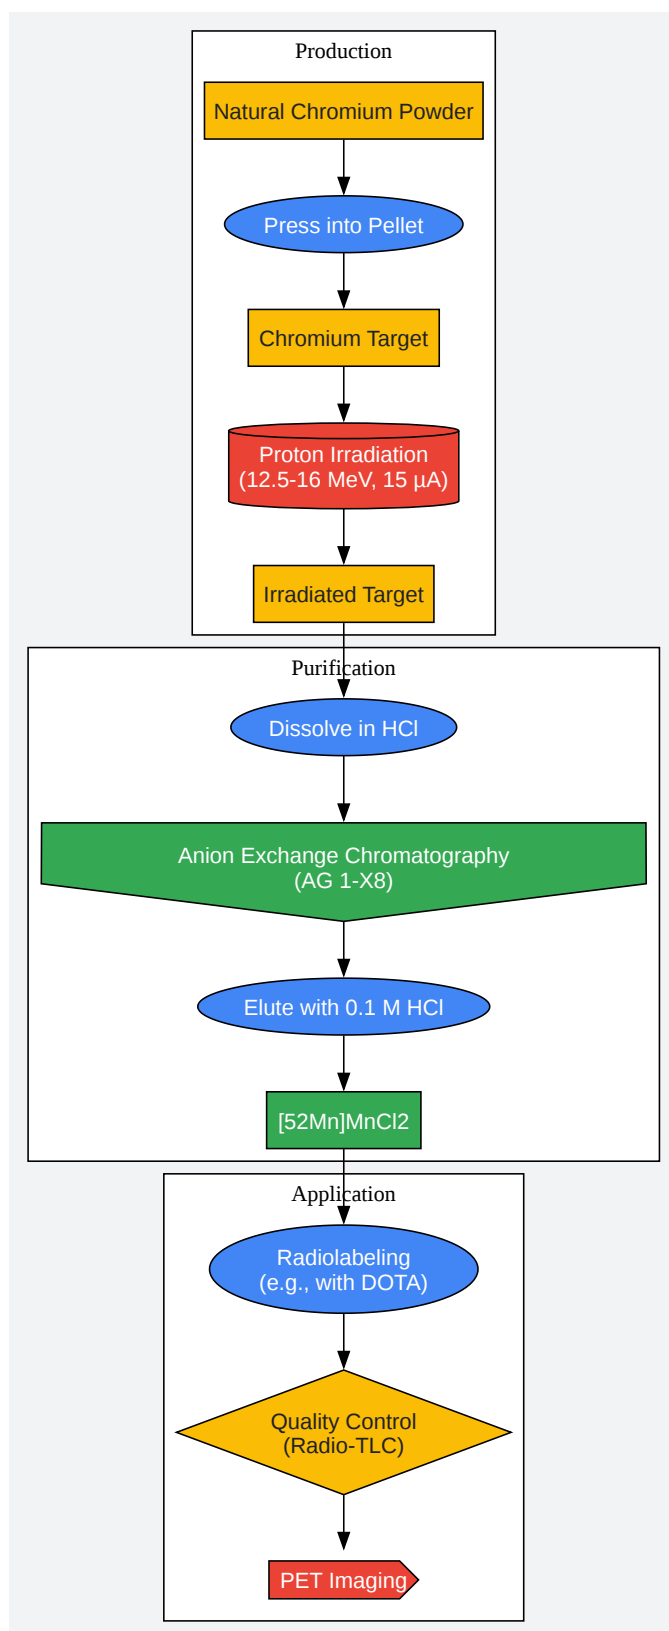 Production
Natural Chromium Powder
Press into Pellet
Chromium Target
Proton Irradiation
(12.5-16 MeV, 15 µA)
Irradiated Target
Purification
Dissolve in HCl
Anion Exchange Chromatography
(AG 1-X8)
Elute with 0.1 M HCl
[52Mn]MnCl2
Application
Radiolabeling
(e.g., with DOTA)
Quality Control
(Radio-TLC)
PET Imaging